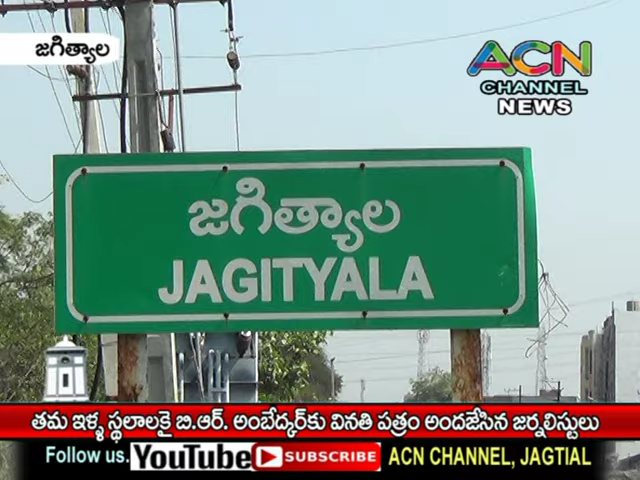 జగిత్యాల
ACN
CHANNEL
NEWS
జగిత్యాల
JAGITYALA
తమ ఇళ్ళ స్థలాలకై బి.ఆర్. అంబేద్కర్‌కు వినతి పత్రం అందజేసిన జర్నలిస్టులు
Follow us. YouTube SUBSCRIBE ACN CHANNEL, JAGTIAL